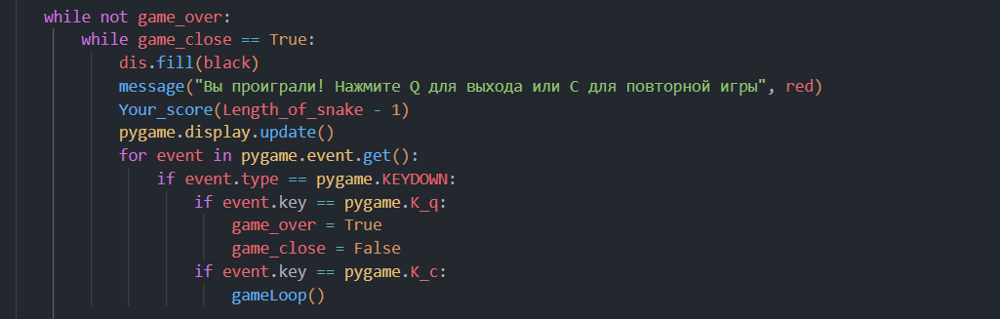 while not game_over:
while game_close == True:
dis.fill(black)
message("Вы проиграли! Нажмите Q для выхода или C для повторной игры", red)
Your_score(Length_of_snake - 1)
pygame.display.update()
for event in pygame.event.get():
if event.type == pygame.KEYDOWN:
if event.key == pygame.K_q:
game_over = True
game_close = False
if event.key == pygame.K_c:
gameLoop()